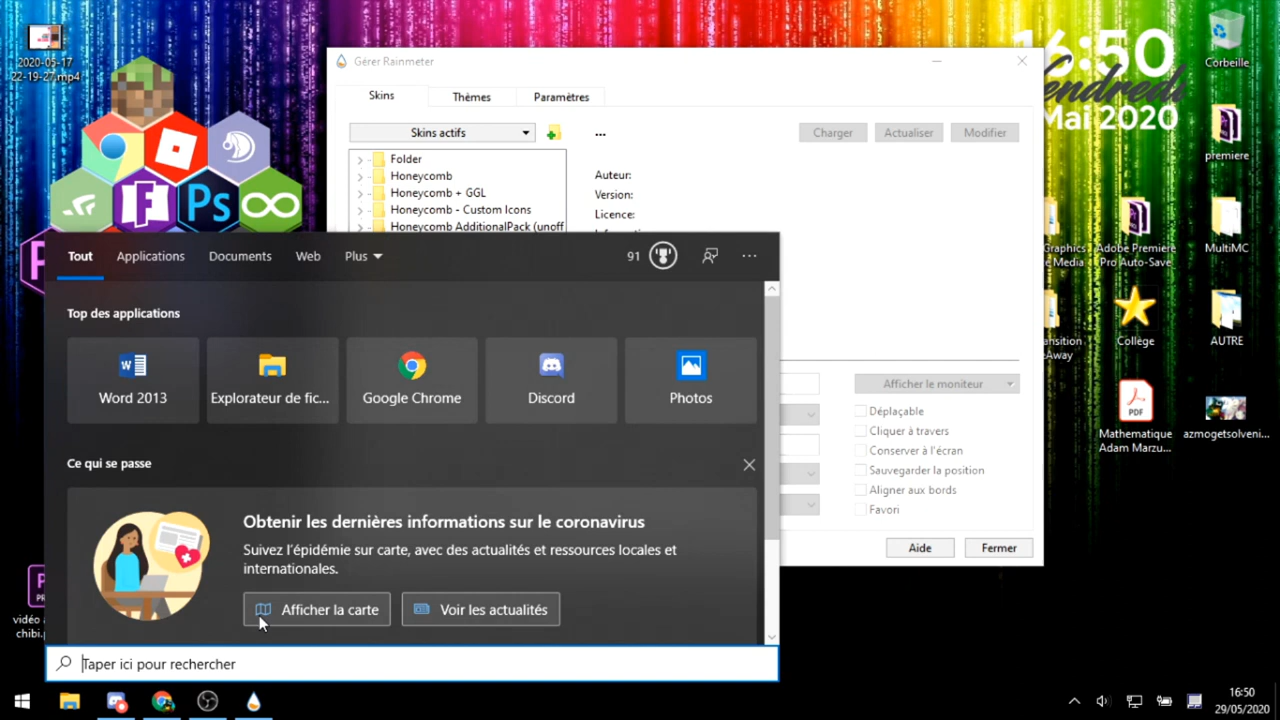 2020-05-17
22-19-27.mp4
Gérer Rainmeter
16:50
Mai 2020
Corbeille
Skins
Thèmes
Paramètres
Skins actifs
...
Charger
Actualiser
Modifier
Folder
Honeycomb
Honeycomb + GGL
Honeycomb - Custom Icons
Honeycomb AdditionalPack (unoff
Auteur:
Version:
Licence:
Ps
premiere
Adobe Premiere
Pro Auto-Save
MultiMC
Tout
Applications
Documents
Web
Plus
91
...
Top des applications
Word 2013
Explorateur de fic...
Google Chrome
Discord
Photos
Collège
AUTRE
Afficher le moniteur
Déplaçable
Cliquer à travers
Conserver à l'écran
Sauvegarder la position
Aligner aux bords
Favori
PDF
Mathematique
Adam Marzu...
azmogetsolveni...
Ce qui se passe
Obtenir les dernières informations sur le coronavirus
Suivez l'épidémie sur carte, avec des actualités et ressources locales et
internationales.
Afficher la carte
Voir les actualités
Aide
Fermer
Taper ici pour rechercher
16:50
29/05/2020